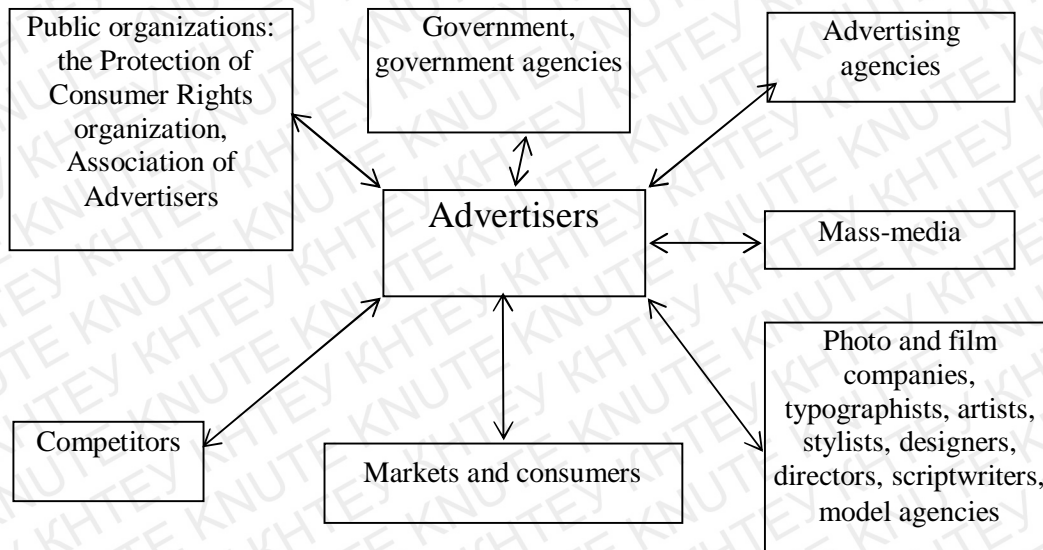 Public organizations:
the Protection of
Consumer Rights
organization,
Association of
Advertisers
Government,
government agencies
Advertising
agencies
Advertisers
Mass-media
Photo and film
companies,
typographists, artists,
stylists, designers,
directors, scriptwriters,
model agencies
Competitors
Markets and consumers